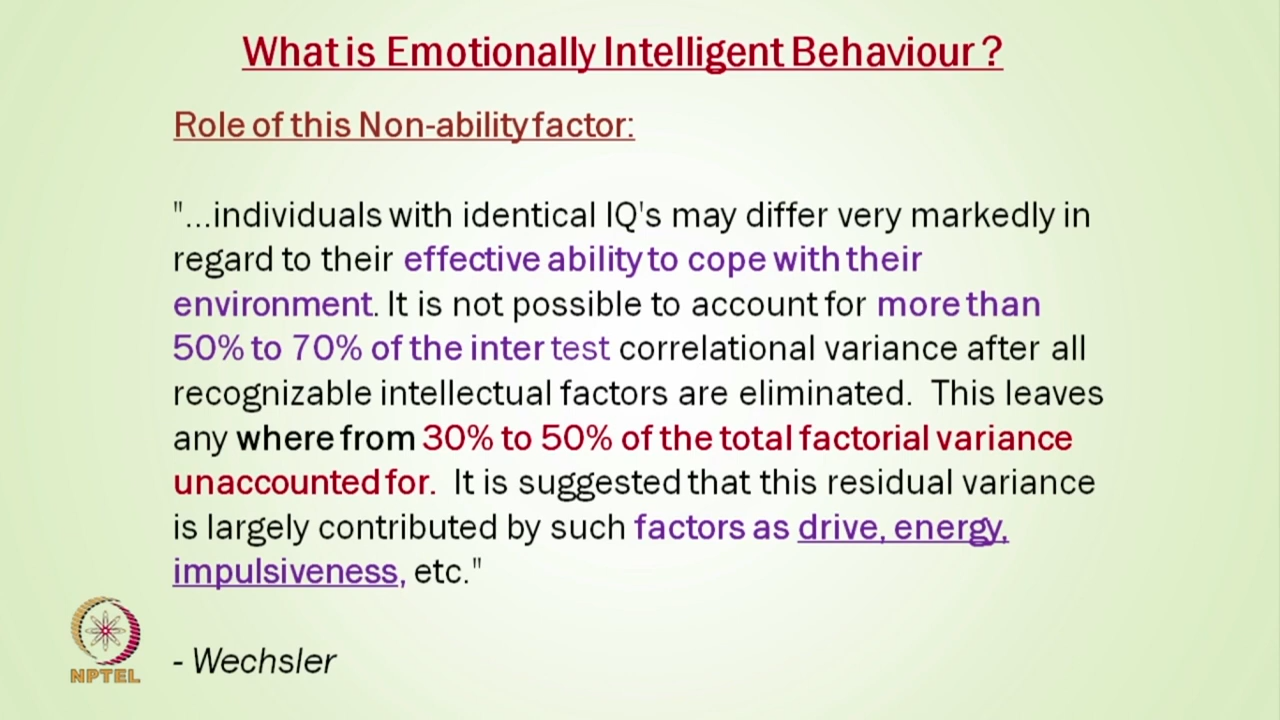 What is Emotionally Intelligent Behaviour ?
Role of this Non-ability factor:
"...individuals with identical IQ's may differ very markedly in
regard to their effective ability to cope with their
environment. It is not possible to account for more than
50% to 70% of the inter test correlational variance after all
recognizable intellectual factors are eliminated. This leaves
any where from 30% to 50% of the total factorial variance
unaccounted for. It is suggested that this residual variance
is largely contributed by such factors as drive, energy,
impulsiveness, etc."
- Wechsler
NPTEL